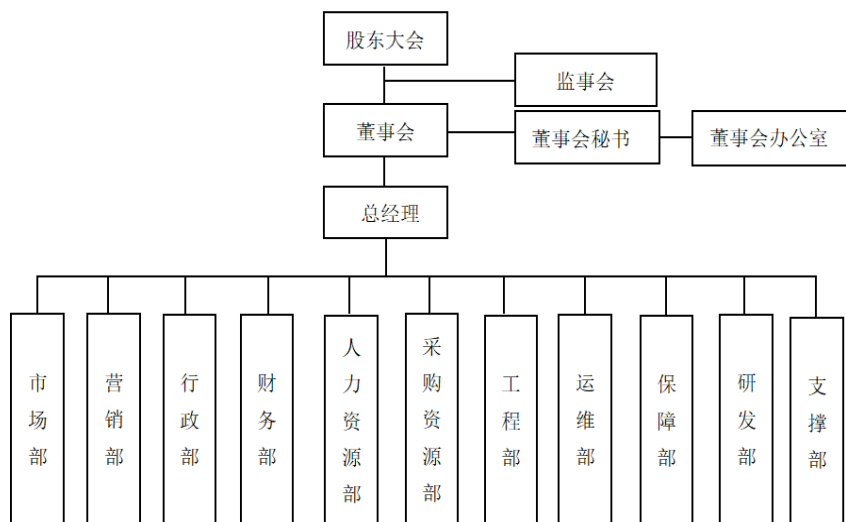 股东大会
监事会
董事会
董事会秘书
董事会办公室
总经理
市场部
营销部
行政部
财务部
人力资源部
采购资源部
工程部
运维部
保障部
研发部
支撑部